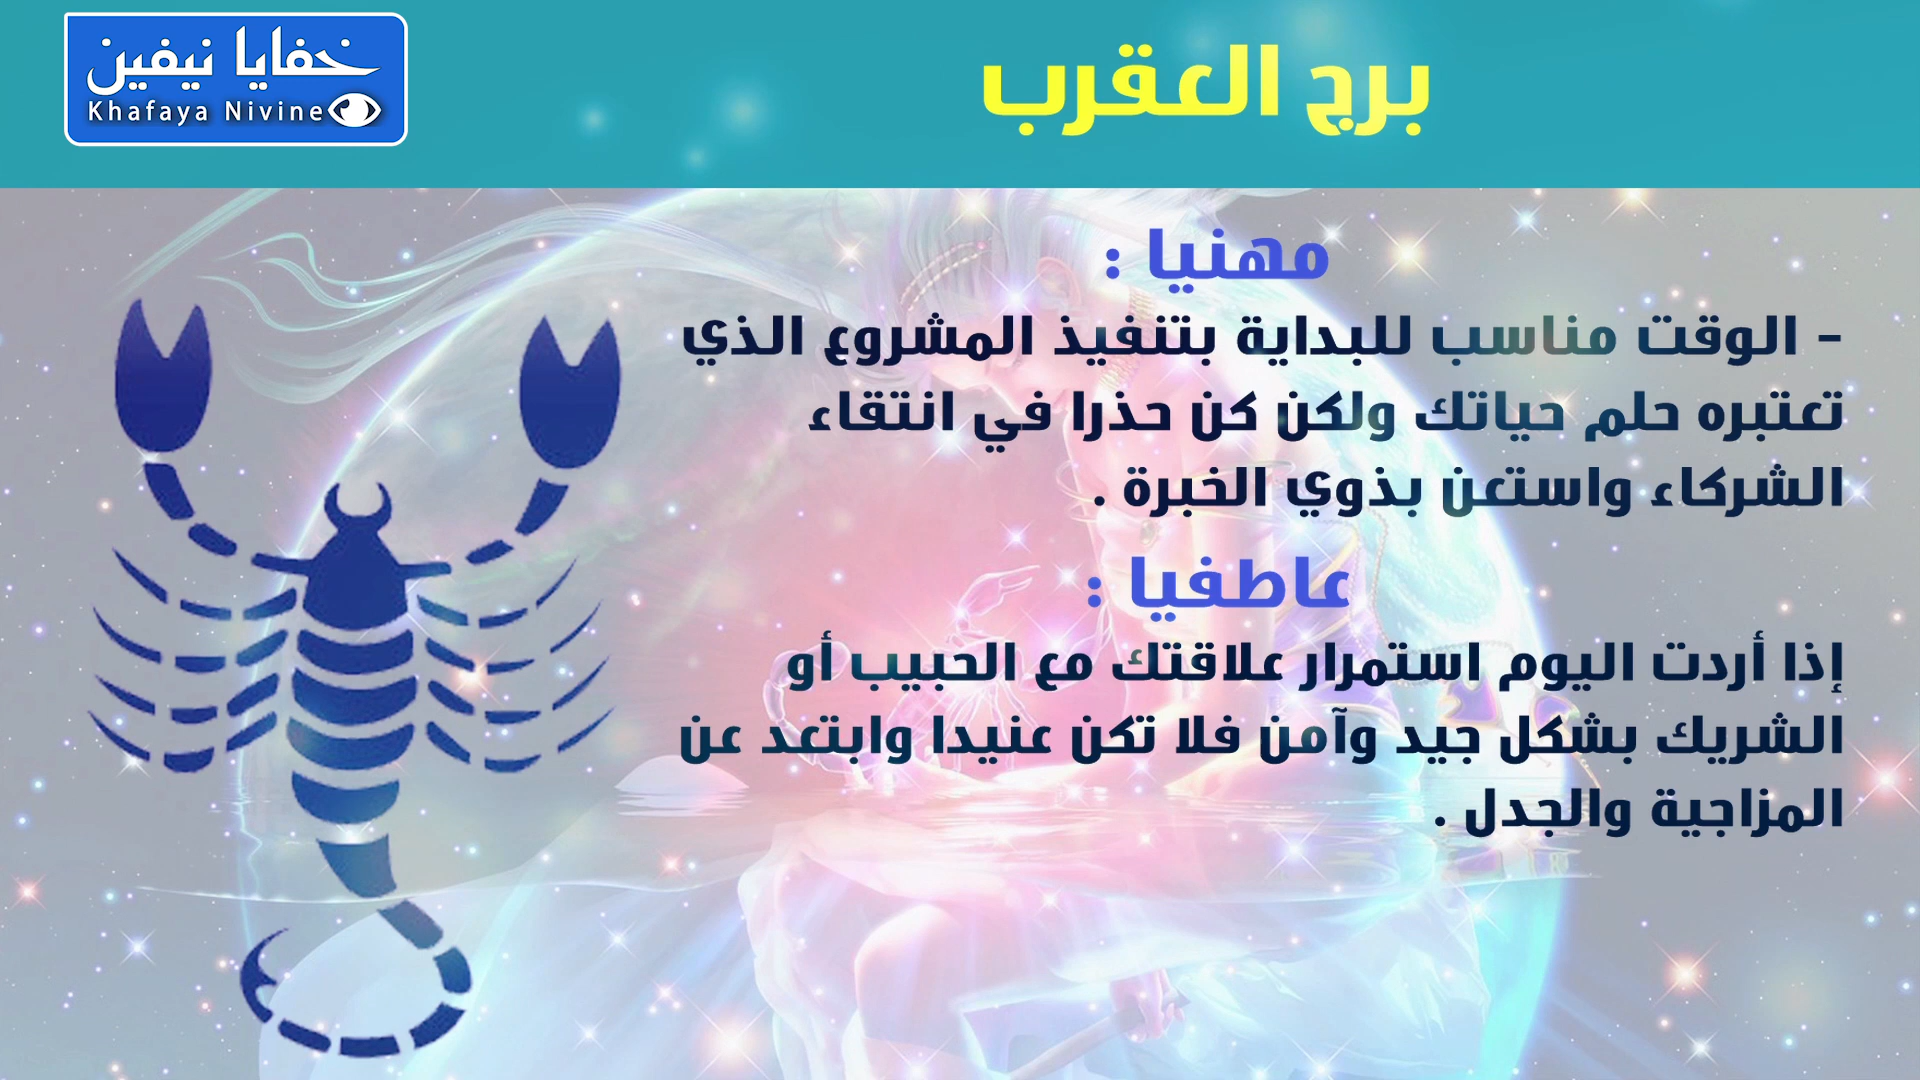 خفايا نيفين
Khafaya Nivine
برج العقرب
مهنيا :
- الوقت مناسب للبداية بتنفيذ المشروع الذي
تعتبره حلم حياتك ولكن كن حذرا في انتقاء
الشركاء واستعن بذوي الخبرة .
عاطفيا :
إذا أردت اليوم استمرار علاقتك مع الحبيب أو
الشريك بشكل جيد وآمن فلا تكن عنيدا وابتعد عن
المزاجية والجدل .